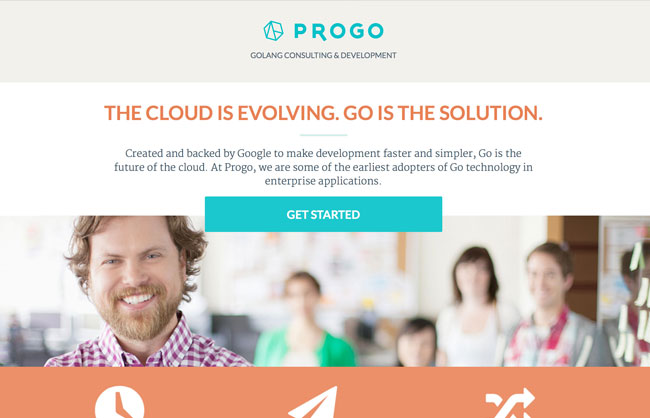 PROGO
GOLANG CONSULTING & DEVELOPMENT
THE CLOUD IS EVOLVING. GO IS THE SOLUTION.
Created and backed by Google to make development faster and simpler, Go is the
future of the cloud. At Progo, we are some of the earliest adopters of Go technology in
enterprise applications.
GET STARTED